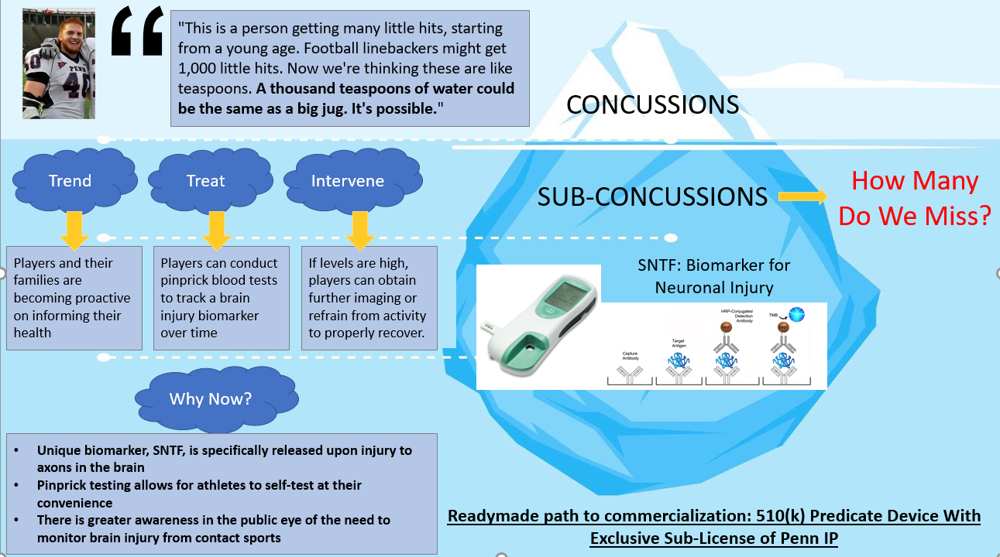 "This is a person getting many little hits, starting
from a young age. Football linebackers might get
1,000 little hits. Now we're thinking these are like
teaspoons. A thousand teaspoons of water could
be the same as a big jug. It's possible."
PENN
40
CONCUSSIONS
Trend
Treat
Intervene
SUB-CONCUSSIONS
How Many
Do We Miss?
Players and their
families are
becoming proactive
on informing their
health
Players can conduct
pinprick blood tests
to track a brain
injury biomarker
over time
If levels are high,
players can obtain
further imaging or
refrain from activity
to properly recover.
SNTF: Biomarker for
Neuronal Injury
Capture
Antibody
Target
Antigen
HRP-Conjugated
Detection
Antibody
HRP
TMB
HRP
Why Now?
• Unique biomarker, SNTF, is specifically released upon injury to
axons in the brain
• Pinprick testing allows for athletes to self-test at their
convenience
• There is greater awareness in the public eye of the need to
monitor brain injury from contact sports
Readymade path to commercialization: 510(k) Predicate Device With
Exclusive Sub-License of Penn IP